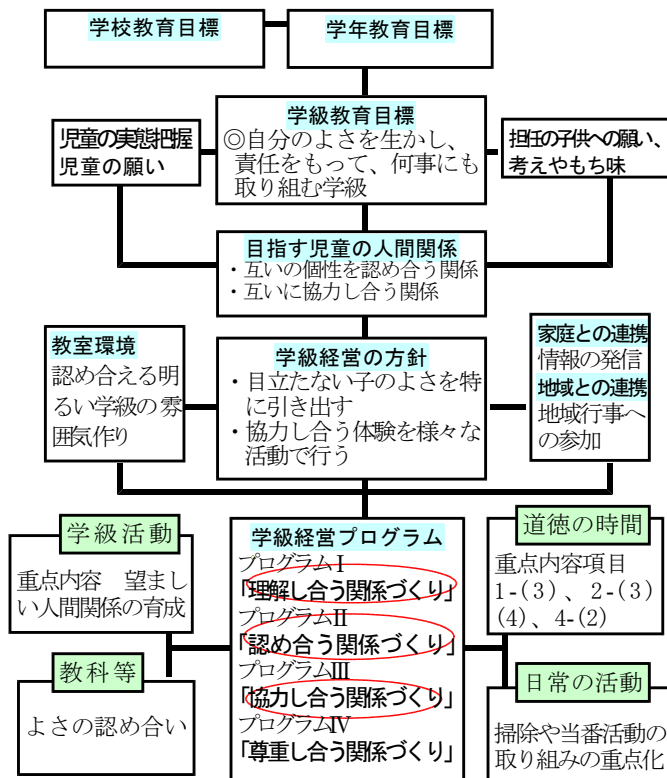 学校教育目標
学年教育目標
学級教育目標
◎自分のよさを生かし、
責任をもって、何事にも
取り組む学級
児童の実態把握
児童の願い
担任の子供への願い、
考えやもち味
目指す児童の人間関係
・互いの個性を認め合う関係
・互いに協力し合う関係
教室環境
認め合える明
るい学級の雰
囲気作り
学級経営の方針
・目立たない子のよさを特
に引き出す
・協力し合う体験を様々な
活動で行う
家庭との連携
情報の発信
地域との連携
地域行事へ
の参加
学級活動
重点内容　望まし
い人間関係の育成
教科等
よさの認め合い
学級経営プログラム
プログラムⅠ
「理解し合う関係づくり」
プログラムⅡ
「認め合う関係づくり」
プログラムⅢ
「協力し合う関係づくり」
プログラムⅣ
「尊重し合う関係づくり」
道徳の時間
重点内容項目
1-(3)、2-(3)
(4)、4-(2)
日常の活動
掃除や当番活動の
取り組みの重点化